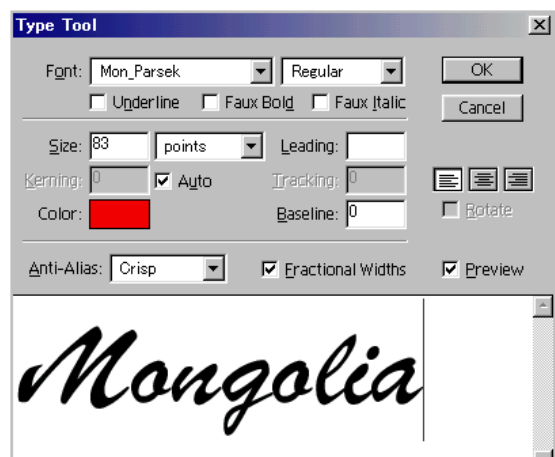 Type Tool
Font: Mon_Parsek Regular
Underline Faux Bold Faux Italic
OK
Cancel
Size: 83 points Leading:
Kerning: 0 Auto Tracking: 0
Color: Baseline: 0
Rotate
Anti-Alias: Crisp Fractional Widths Preview
Mongolia